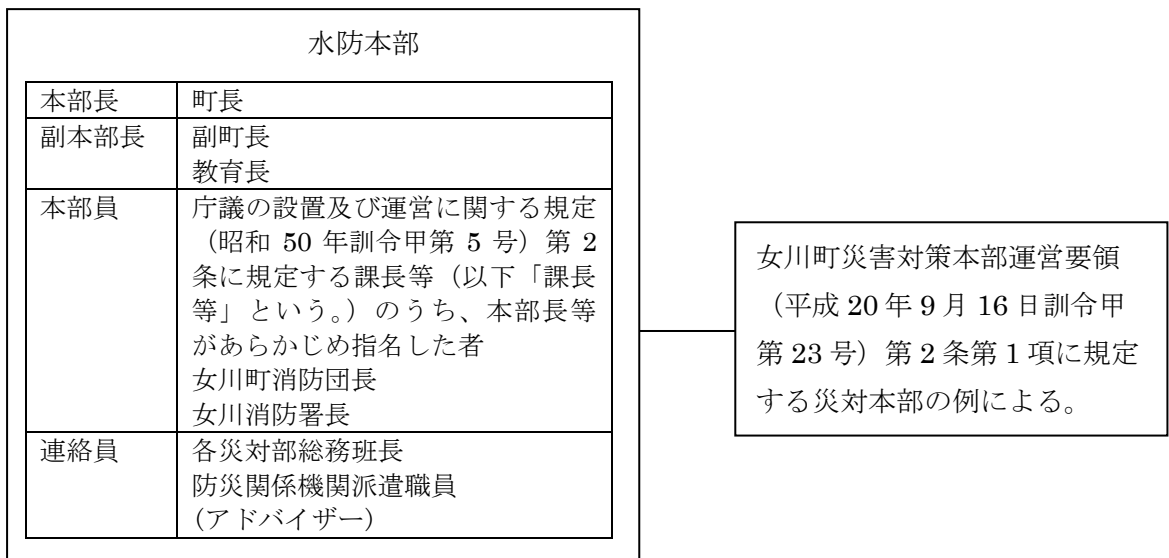 水防本部
本部長 町長
副本部長 副町長
教育長
本部員 庁議の設置及び運営に関する規定
（昭和 50 年訓令甲第 5 号）第 2
条に規定する課長等（以下「課長
等」という。）のうち、本部長等
があらかじめ指名した者
女川町消防団長
女川消防署長
連絡員 各災対部総務班長
防災関係機関派遣職員
（アドバイザー）
女川町災害対策本部運営要領
（平成 20 年 9 月 16 日訓令甲
第 23 号）第 2 条第 1 項に規定
する災対本部の例による。